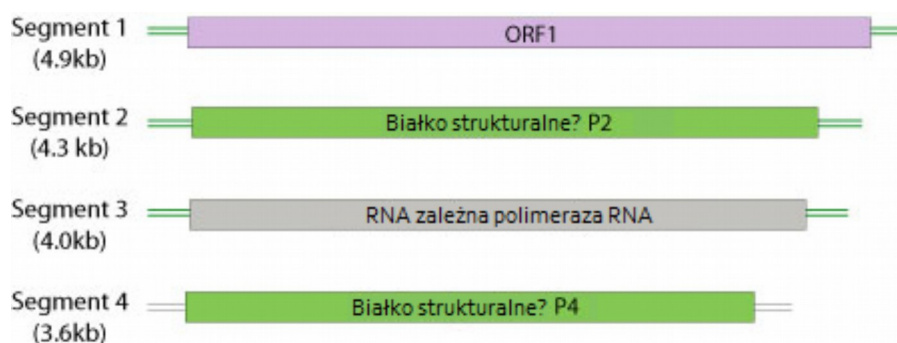 Segment 1
(4.9kb)
ORF1
Segment 2
(4.3 kb)
Białko strukturalne? P2
Segment 3
(4.0kb)
RNA zależna polimeraza RNA
Segment 4
(3.6kb)
Białko strukturalne? P4